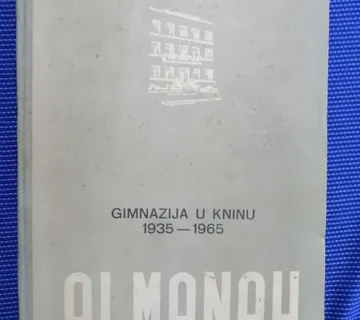 GIMNAZIJA U KNINU
1935 — 1965
ALMANAH